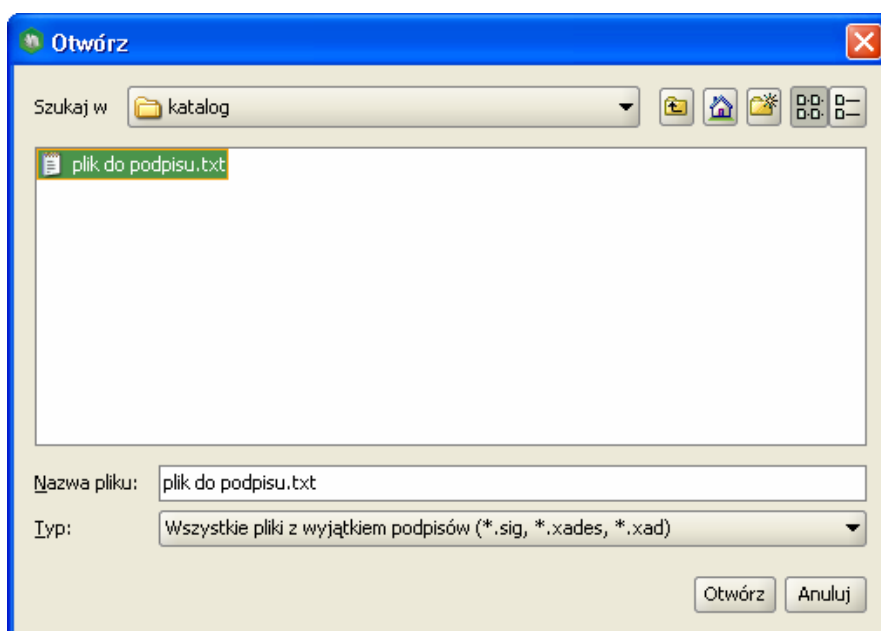 Otwórz
Szukaj w katalog
plik do podpisu.txt
Nazwa pliku: plik do podpisu.txt
Typ: Wszystkie pliki z wyjątkiem podpisów (*.sig, *.xades, *.xad)
Otwórz Anuluj